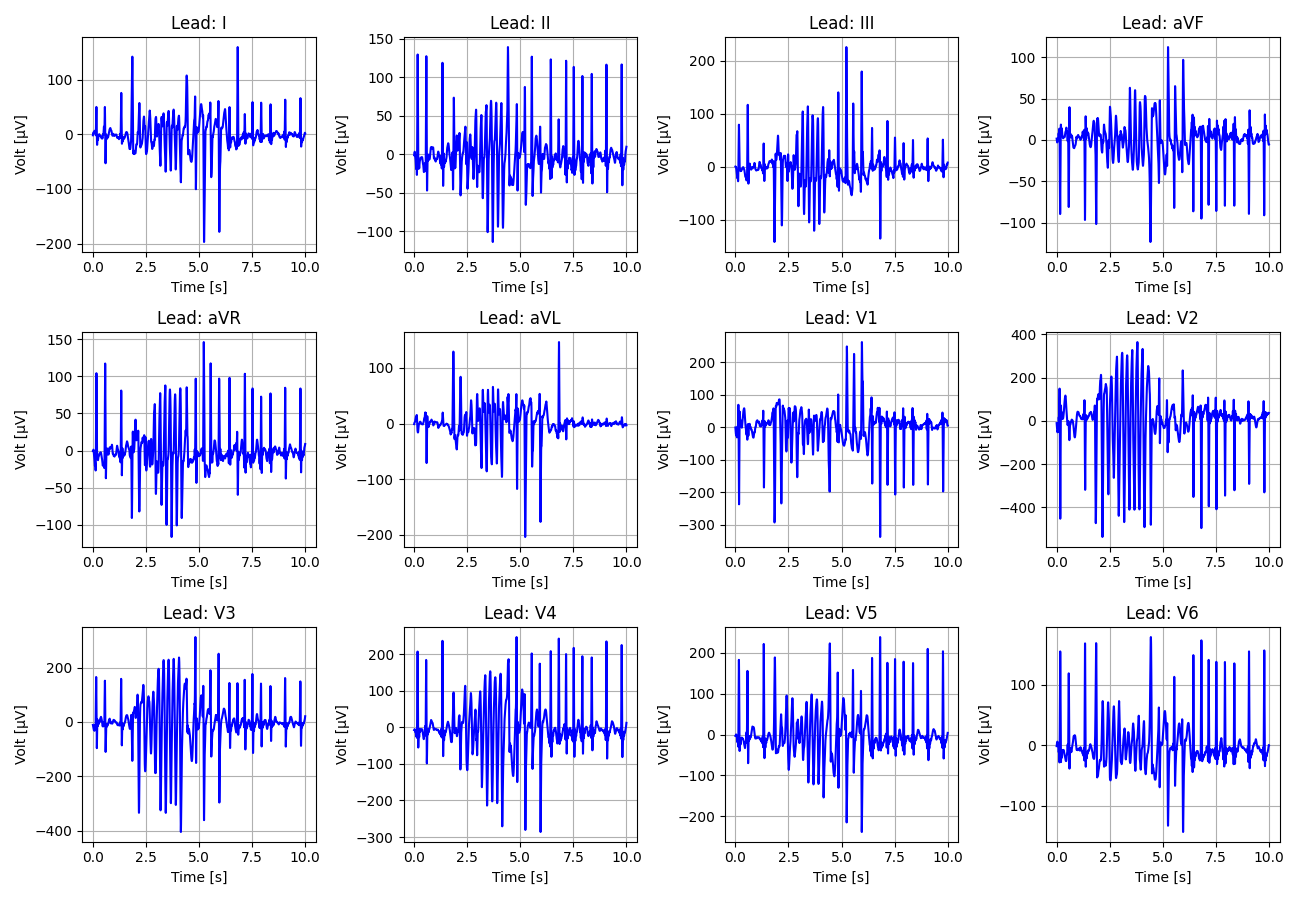 Lead: I Lead: II Lead: III Lead: aVF
Volt [µV] 100 0 −100 −200
Volt [µV] 150 100 50 0 −50 −100
Volt [µV] 200 100 0 −100
Volt [µV] 100 50 0 −50 −100
0.0 2.5 5.0 7.5 10.0 0.0 2.5 5.0 7.5 10.0 0.0 2.5 5.0 7.5 10.0 0.0 2.5 5.0 7.5 10.0
Time [s] Time [s] Time [s] Time [s]
Lead: aVR Lead: aVL Lead: V1 Lead: V2
Volt [µV] 150 100 50 0 −50 −100
Volt [µV] 100 0 −100 −200
Volt [µV] 200 100 0 −100 −200 −300
Volt [µV] 400 200 0 −200 −400
0.0 2.5 5.0 7.5 10.0 0.0 2.5 5.0 7.5 10.0 0.0 2.5 5.0 7.5 10.0 0.0 2.5 5.0 7.5 10.0
Time [s] Time [s] Time [s] Time [s]
Lead: V3 Lead: V4 Lead: V5 Lead: V6
Volt [µV] 200 0 −200 −400
Volt [µV] 200 100 0 −100 −200 −300
Volt [µV] 200 100 0 −100 −200
Volt [µV] 100 0 −100
0.0 2.5 5.0 7.5 10.0 0.0 2.5 5.0 7.5 10.0 0.0 2.5 5.0 7.5 10.0 0.0 2.5 5.0 7.5 10.0
Time [s] Time [s] Time [s] Time [s]